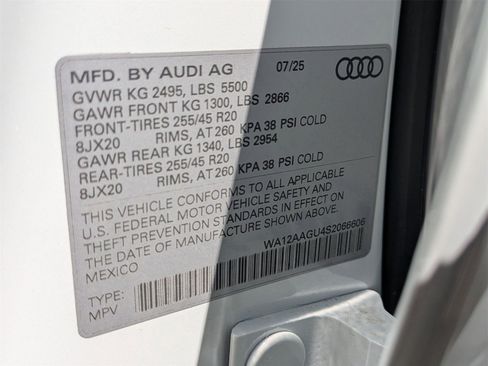 MFD. BY AUDI AG 07/25
GVWR KG 2495, LBS 5500
GAWR FRONT KG 1300, LBS 2866
FRONT-TIRES 255/45 R20
8JX20 RIMS, AT 260 KPA 38 PSI COLD
GAWR REAR KG 1340, LBS 2954
REAR-TIRES 255/45 R20
8JX20 RIMS, AT 260 KPA 38 PSI COLD
THIS VEHICLE CONFORMS TO ALL APPLICABLE
U.S. FEDERAL MOTOR VEHICLE SAFETY AND
THEFT PREVENTION STANDARDS IN EFFECT ON
THE DATE OF MANUFACTURE SHOWN ABOVE.
MEXICO
WA12AAGU4S2066606
TYPE:
MPV